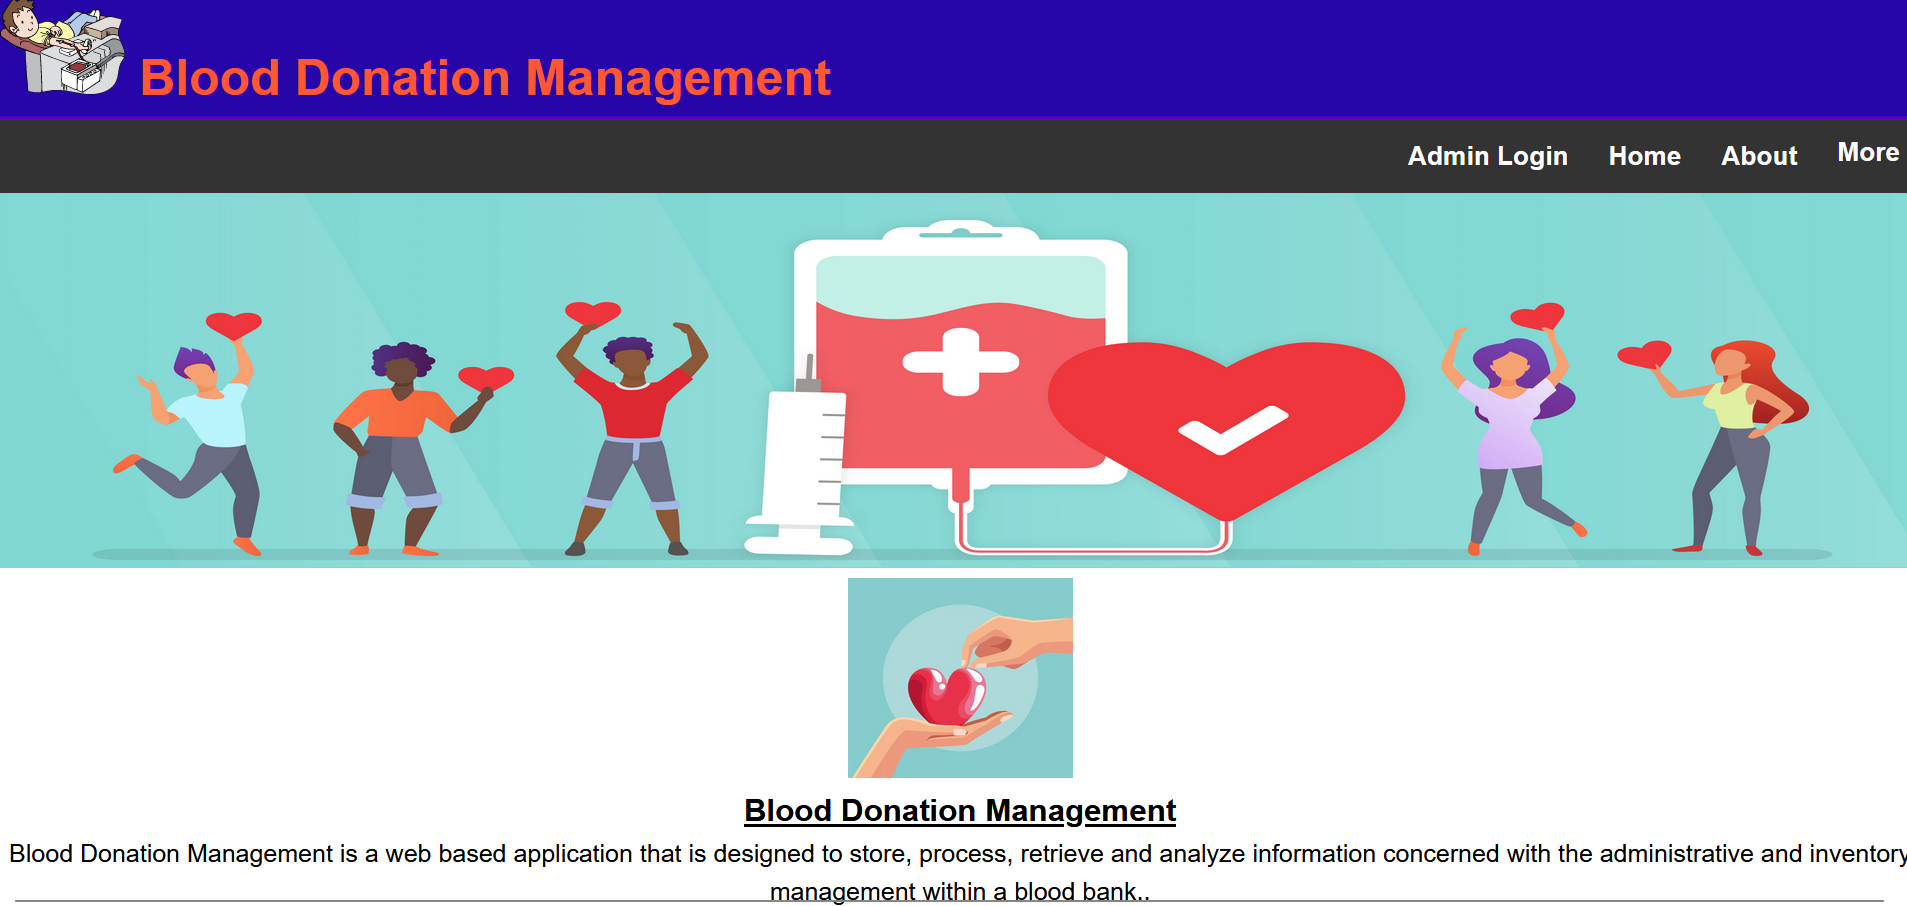 Blood Donation Management
Admin Login Home About More
Blood Donation Management
Blood Donation Management is a web based application that is designed to store, process, retrieve and analyze information concerned with the administrative and inventory
management within a blood bank..